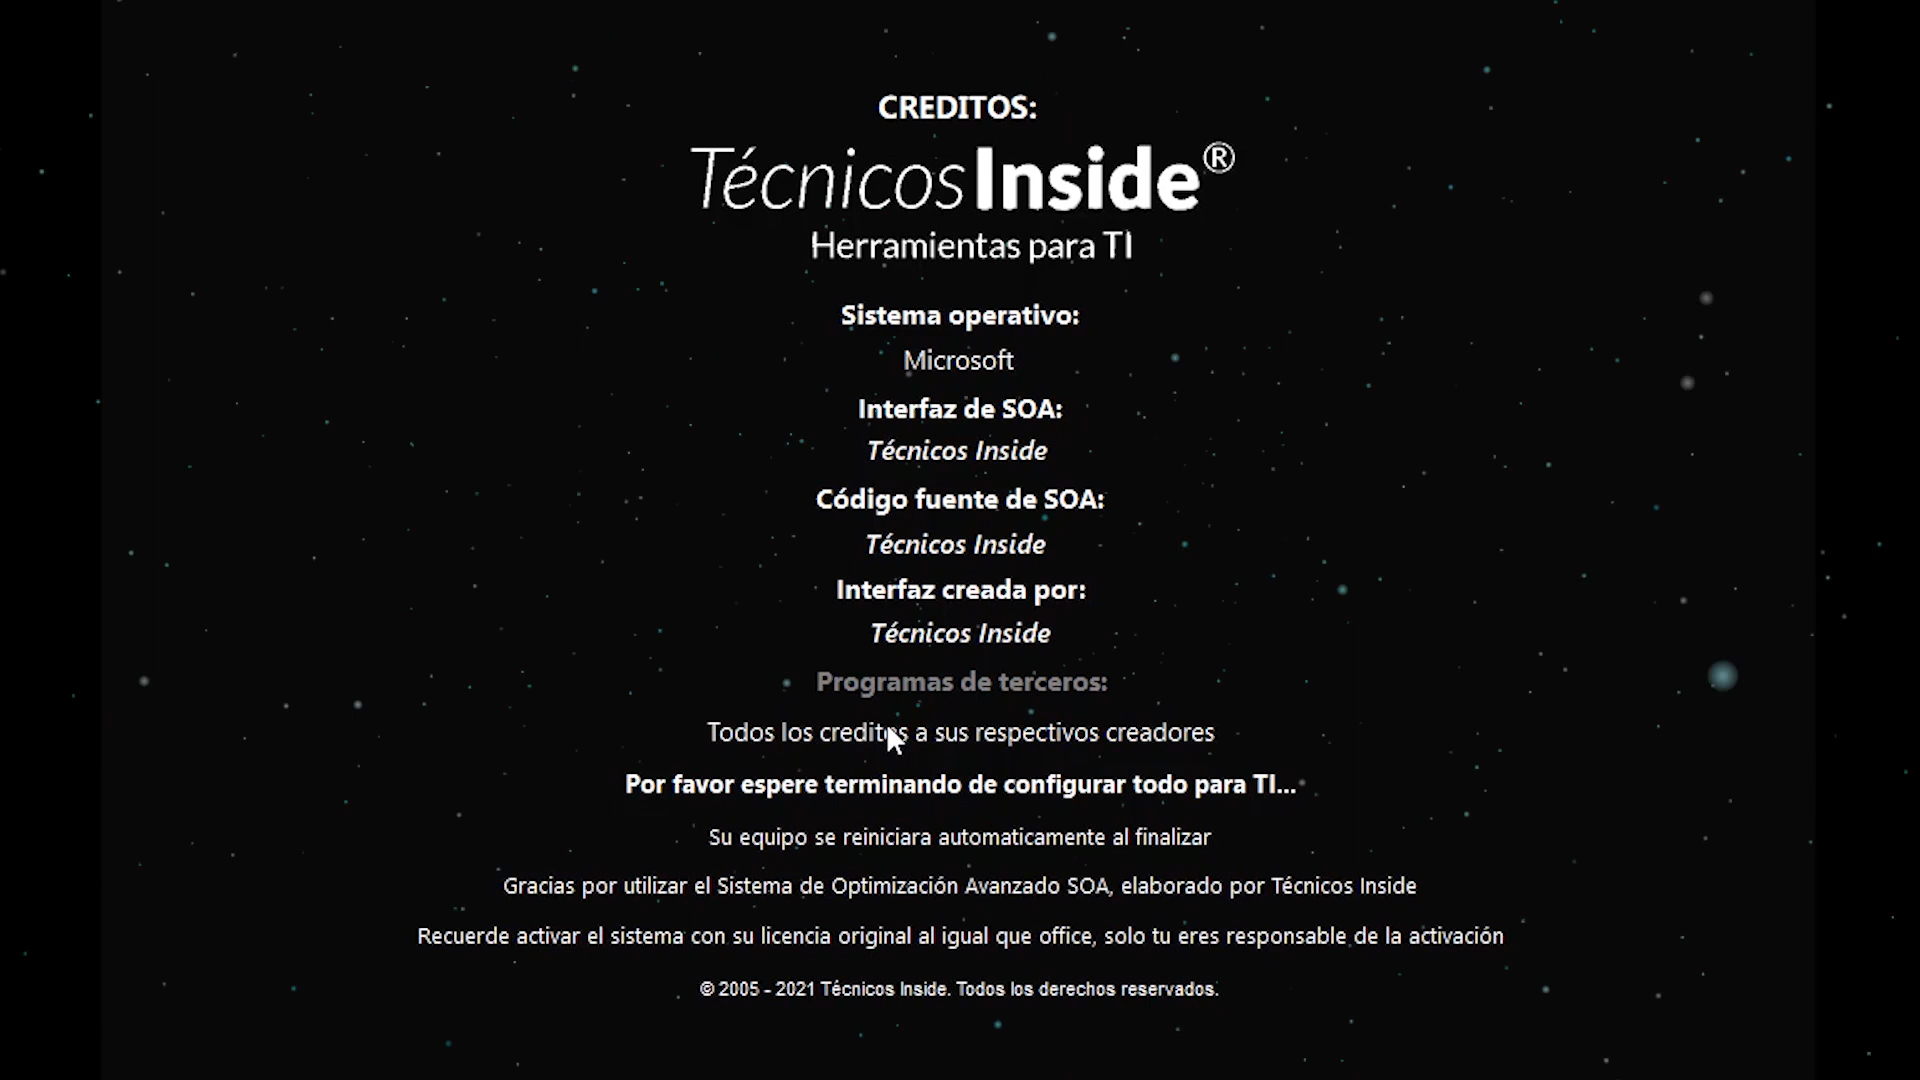 CREDITOS:
Técnicos Inside®
Herramientas para TI
Sistema operativo:
Microsoft
Interfaz de SOA:
Técnicos Inside
Código fuente de SOA:
Técnicos Inside
Interfaz creada por:
Técnicos Inside
Programas de terceros:
Todos los creditos a sus respectivos creadores
Por favor espere terminando de configurar todo para TI...
Su equipo se reiniciara automaticamente al finalizar
Gracias por utilizar el Sistema de Optimización Avanzado SOA, elaborado por Técnicos Inside
Recuerde activar el sistema con su licencia original al igual que office, solo tu eres responsable de la activación
© 2005 - 2021 Técnicos Inside. Todos los derechos reservados.